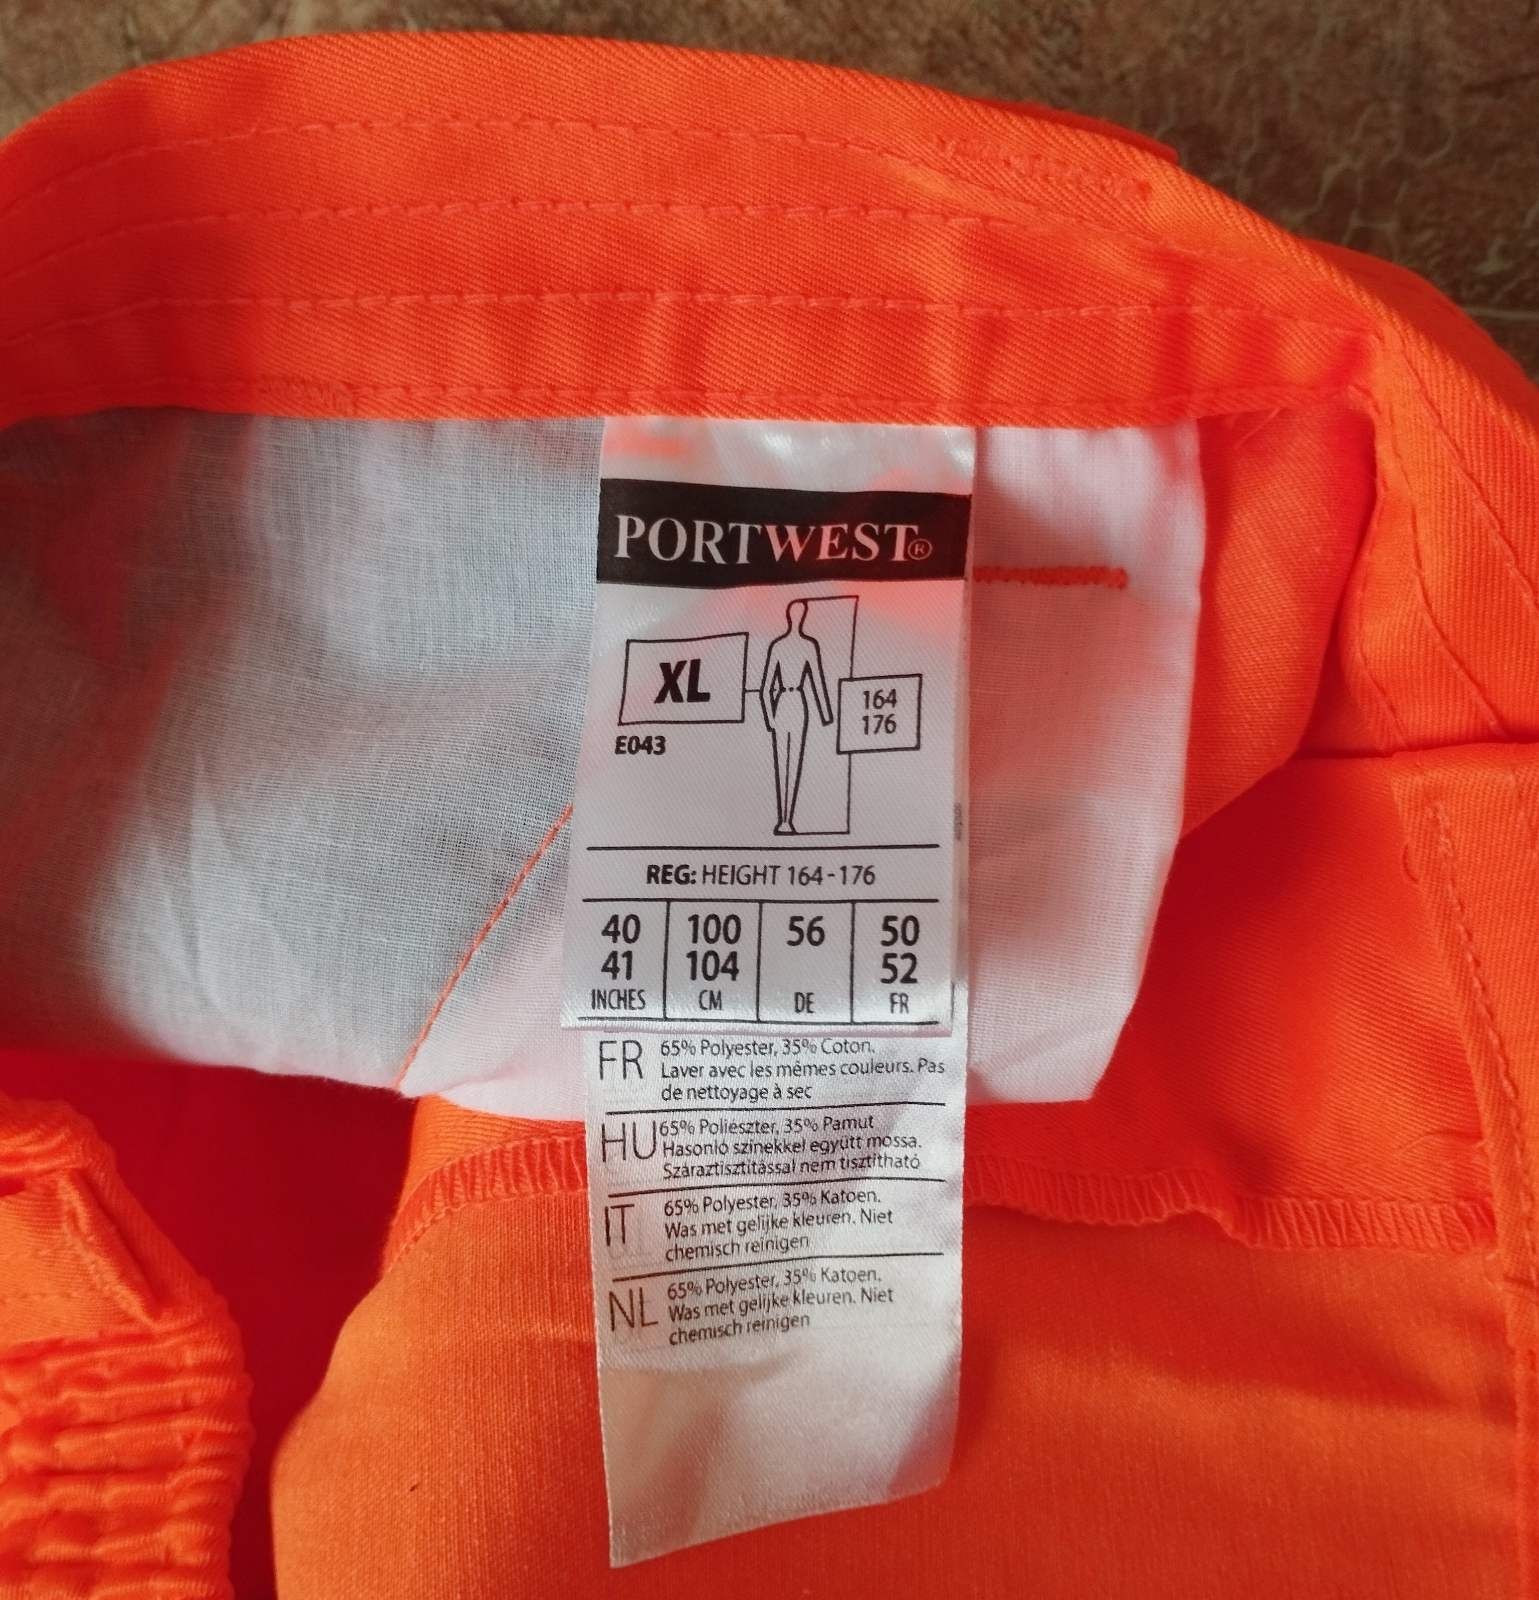 PORTWEST®
XL
164
176
E043
REG: HEIGHT 164-176
40 100 56 50
41 104 52
INCHES CM DE FR
FR 65% Polyester, 35% Coton.
Laver avec les mêmes couleurs. Pas
de nettoyage à sec
HU 65% Poliészter, 35% Pamut
Hasonló színekkel együtt mossa.
Száraztisztítással nem tisztítható
IT 65% Polyester, 35% Katoen.
Was met gelijke kleuren. Niet
chemisch reinigen
NL 65% Polyester, 35% Katoen.
Was met gelijke kleuren. Niet
chemisch reinigen